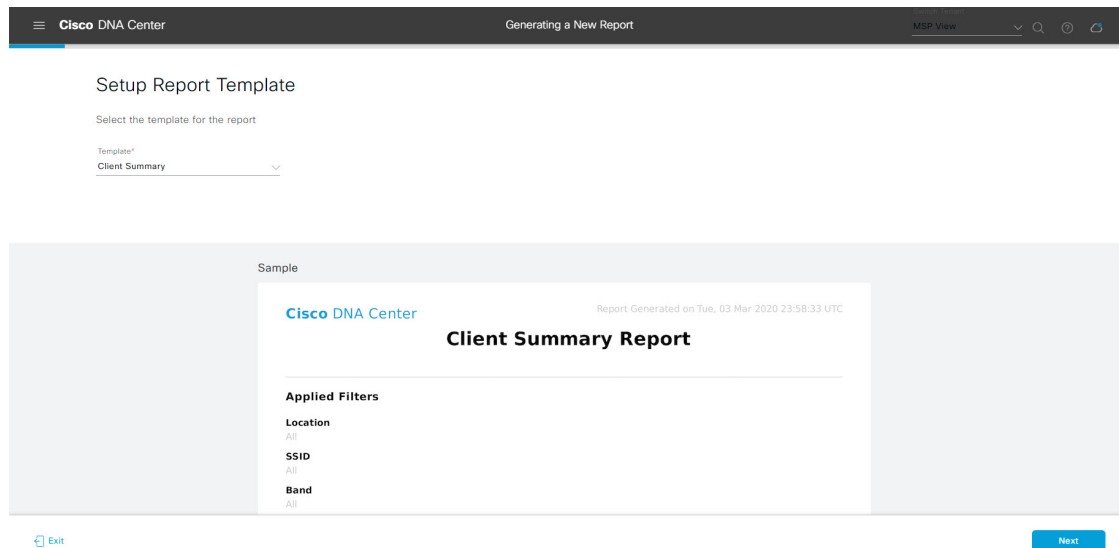 Cisco DNA Center
Generating a New Report
MSP View
Setup Report Template
Select the template for the report
Template*
Client Summary
Sample
Cisco DNA Center
Report Generated on Tue, 03 Mar 2020 23:58:33 UTC
Client Summary Report
Applied Filters
Location
All
SSID
All
Band
All
Exit
Next